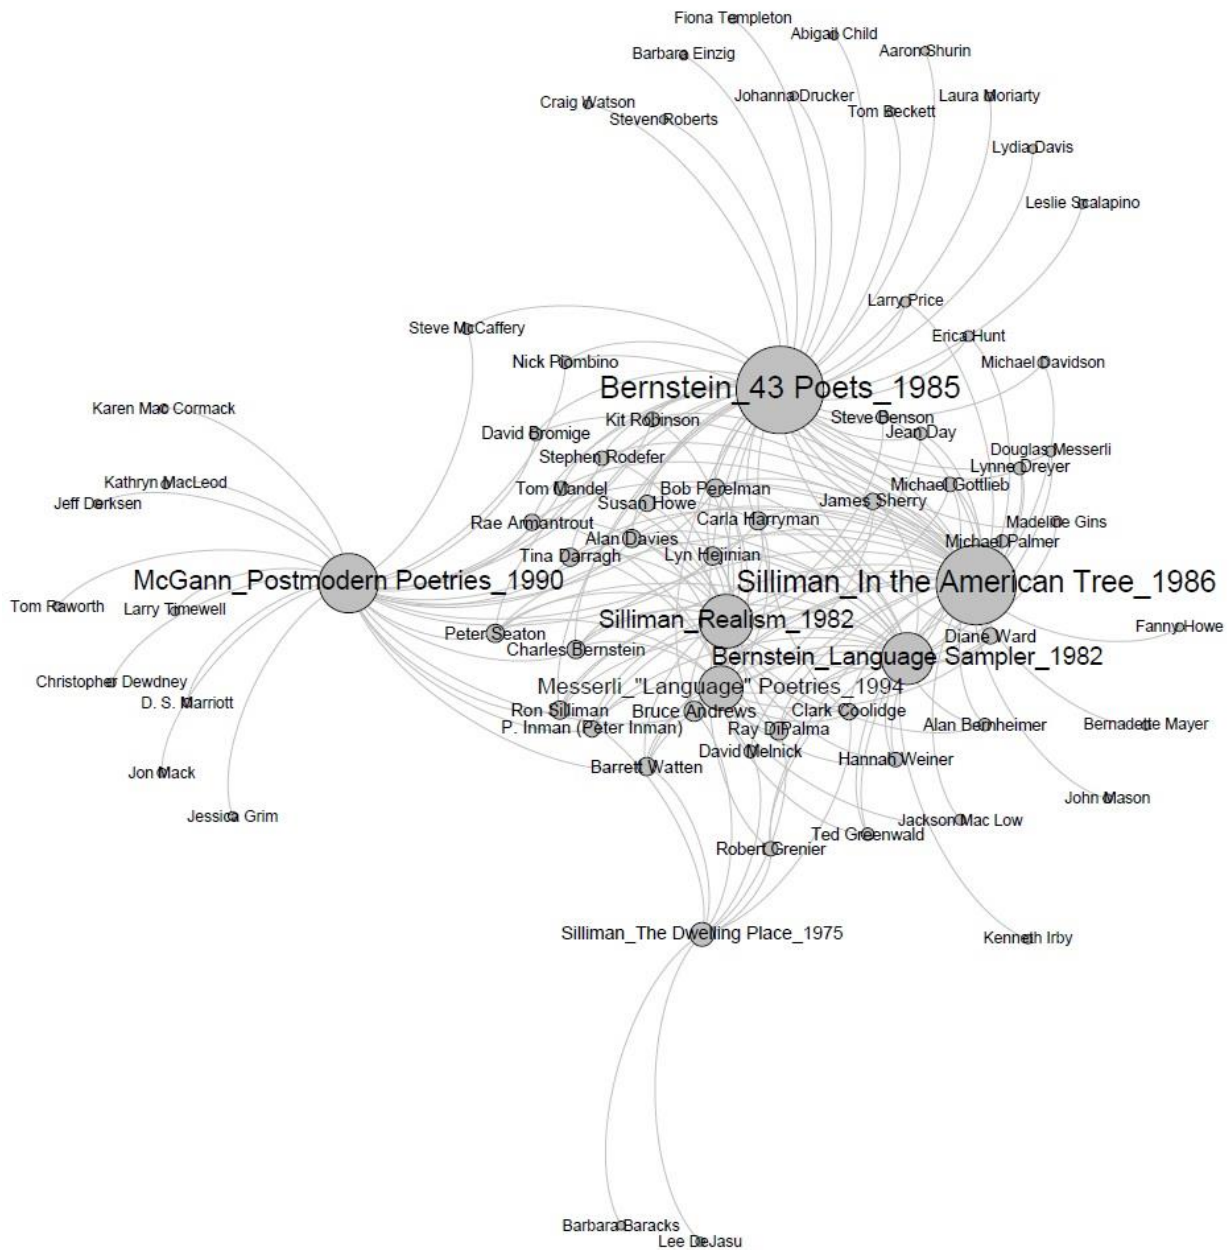 Fiona Templeton
Abigail Child
Aaron Shurin
Barbara Einzig
Craig Watson
Johanna Drucker
Laura Moriarty
Steven Roberts
Tom Beckett
Lydia Davis
Leslie Scalapino
Larry Price
Steve McCaffery
Erica Hunt
Nick Piombino
Michael Davidson
Bernstein_43 Poets_1985
Karen Mac Cormack
Kit Robinson
Steve Benson
David Bromige
Jean Day
Stephen Rodefer
Douglas Messerli
Lynne Dreyer
Kathryn MacLeod
Tom Mandel
Bob Perelman
Michael Gottlieb
Jeff Derksen
Susan Howe
James Sherry
Rae Armantrout
Carla Harryman
Madeline Gins
Alan Davies
Michael Palmer
Tina Darragh
Lyn Hejinian
McGann_Postmodern Poetries_1990
Silliman_In the American Tree_1986
Tom Raworth
Larry Timewell
Silliman_Realism_1982
Peter Seaton
Diane Ward
Fanny Howe
Charles Bernstein
Bernstein_Language Sampler_1982
Christopher Dewdney
Messerli_"Language" Poetries_1994
D. S. Marriott
Ron Silliman
Bruce Andrews
Clark Coolidge
P. Inman (Peter Inman)
Ray DiPalma
Alan Bernheimer
Bernadette Mayer
David Melnick
Hannah Weiner
Jon Mack
Barrett Watten
John Mason
Jessica Grim
Jackson Mac Low
Ted Greenwald
Robert Grenier
Silliman_The Dwelling Place_1975
Kenneth Irby
Barbara Baracks
Lee DeJasu